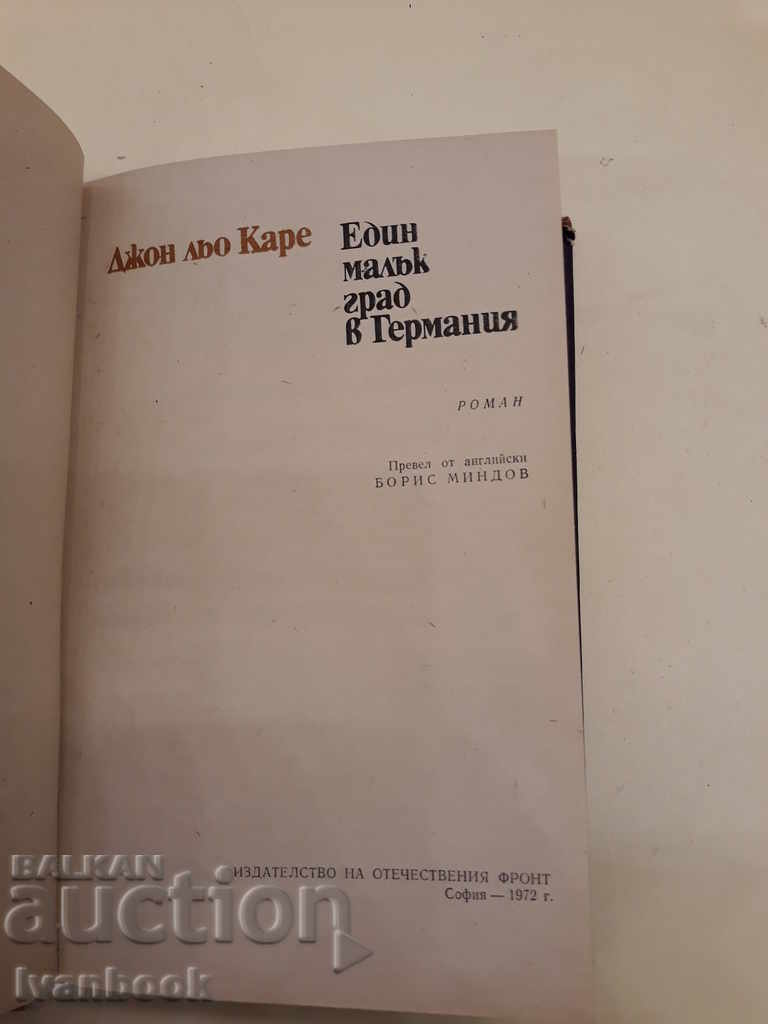 Джон льо Каре
Един
малък
град
в Германия
РОМАН
Превел от английски
БОРИС МИНДОВ
ИЗДАТЕЛСТВО НА ОТЕЧЕСТВЕНИЯ ФРОНТ
София — 1972 г.
BALKAN
auction
Ivanbook